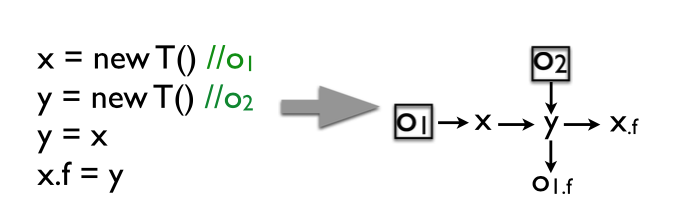 x = new T() //o1
y = new T() //o2
y = x
x.f = y
o2
o1 x y x.f
o1.f